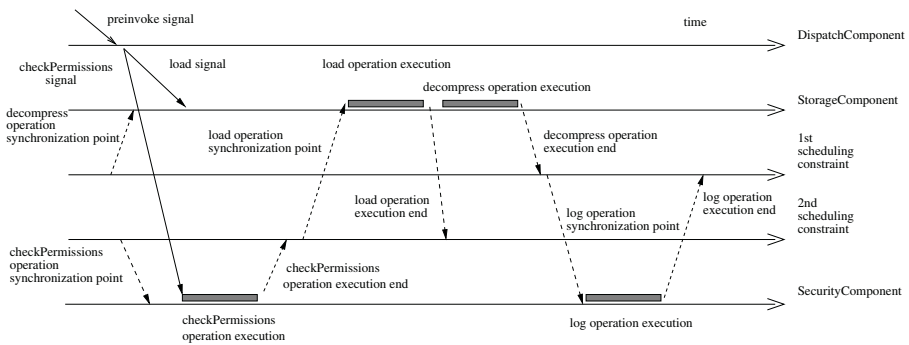 preinvoke signal
time
DispatchComponent
checkPermissions
signal
load signal
load operation execution
decompress operation execution
StorageComponent
decompress
operation
synchronization point
load operation
synchronization point
decompress operation
execution end
1st
scheduling
constraint
load operation
execution end
log operation
synchronization point
log operation
execution end
2nd
scheduling
constraint
checkPermissions
operation
synchronization point
checkPermissions
operation execution end
SecurityComponent
checkPermissions
operation execution
log operation execution